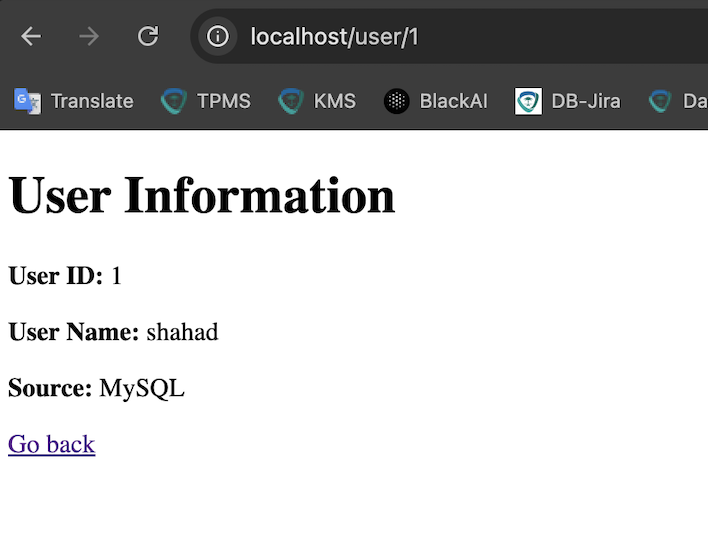 localhost/user/1
Translate TPMS KMS BlackAI DB-Jira Da
User Information
User ID: 1
User Name: shahad
Source: MySQL
Go back